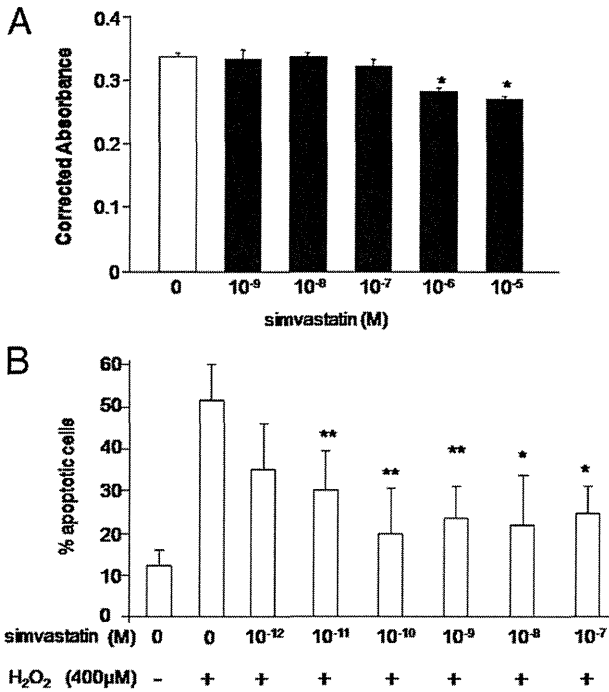 A
0.4
0.3
0.2
0.1
0
Corrected Absorbance
* *
0 10⁻⁹ 10⁻⁸ 10⁻⁷ 10⁻⁶ 10⁻⁵
simvastatin (M)
B
60
50
40
30
20
10
0
% apoptotic cells
** ** ** * *
simvastatin (M) 0 0 10⁻¹² 10⁻¹¹ 10⁻¹⁰ 10⁻⁹ 10⁻⁸ 10⁻⁷
H₂O₂ (400μM) - + + + + + + +